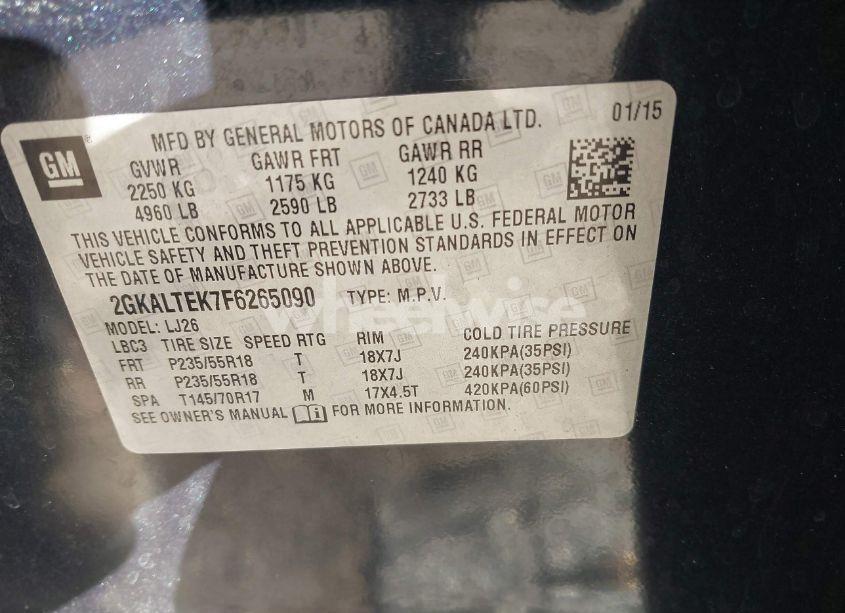 GM
MFD BY GENERAL MOTORS OF CANADA LTD. 01/15
GVWR GAWR FRT GAWR RR
2250 KG 1175 KG 1240 KG
4960 LB 2590 LB 2733 LB
THIS VEHICLE CONFORMS TO ALL APPLICABLE U.S. FEDERAL MOTOR
VEHICLE SAFETY AND THEFT PREVENTION STANDARDS IN EFFECT ON
THE DATE OF MANUFACTURE SHOWN ABOVE.
2GKALTEK7F6265090 TYPE: M.P.V.
MODEL: LJ26
LBC3 TIRE SIZE SPEED RTG RIM COLD TIRE PRESSURE
FRT P235/55R18 T 18X7J 240KPA(35PSI)
RR P235/55R18 T 18X7J 240KPA(35PSI)
SPA T145/70R17 M 17X4.5T 420KPA(60PSI)
SEE OWNER'S MANUAL FOR MORE INFORMATION.
wheelwise